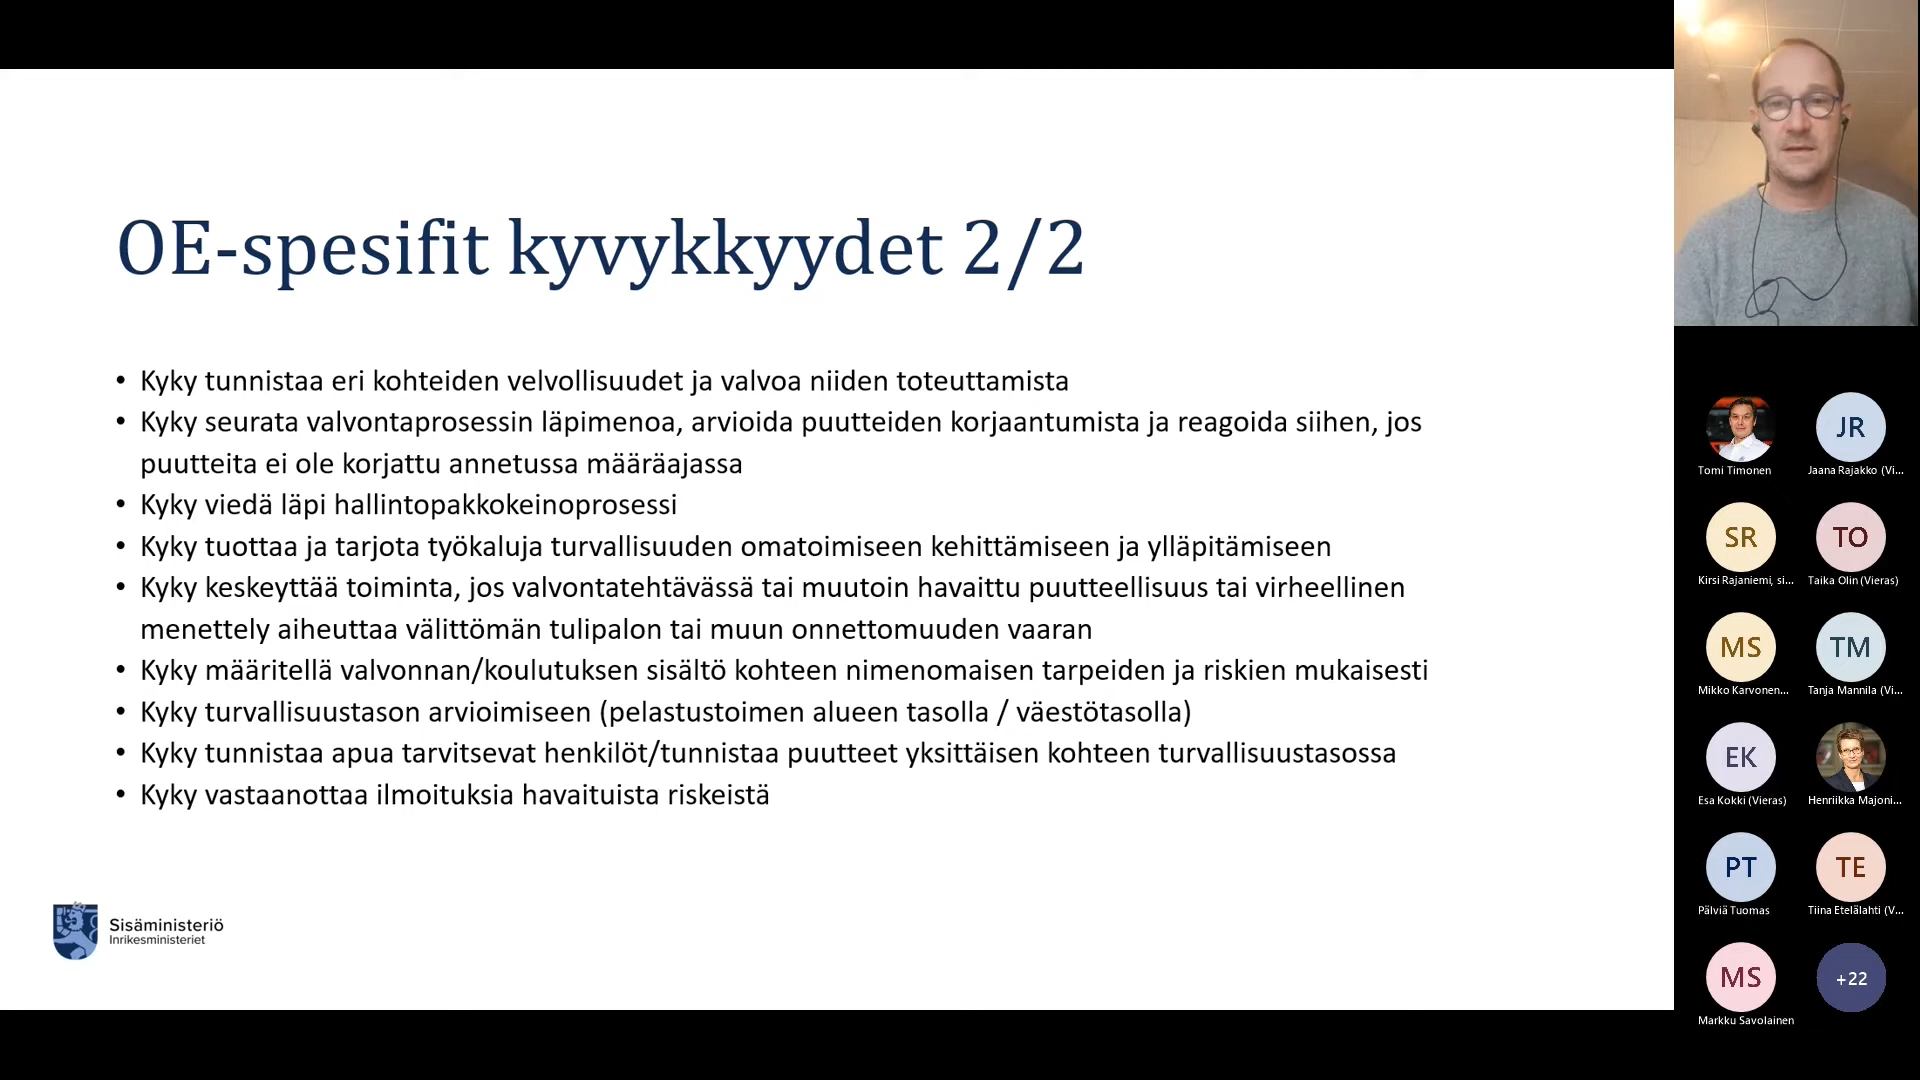 OE-spesifit kyvykkyydet 2/2
• Kyky tunnistaa eri kohteiden velvollisuudet ja valvoa niiden toteuttamista
• Kyky seurata valvontaprosessin läpimenoa, arvioida puutteiden korjaantumista ja reagoida siihen, jos
puutteita ei ole korjattu annetussa määräajassa
• Kyky viedä läpi hallintopakkokeinoprosessi
• Kyky tuottaa ja tarjota työkaluja turvallisuuden omatoimiseen kehittämiseen ja ylläpitämiseen
• Kyky keskeyttää toiminta, jos valvontatehtävässä tai muutoin havaittu puutteellisuus tai virheellinen
menettely aiheuttaa välittömän tulipalon tai muun onnettomuuden vaaran
• Kyky määritellä valvonnan/koulutuksen sisältö kohteen nimenomaisen tarpeiden ja riskien mukaisesti
• Kyky turvallisuustason arvioimiseen (pelastustoimen alueen tasolla / väestötasolla)
• Kyky tunnistaa apua tarvitsevat henkilöt/tunnistaa puutteet yksittäisen kohteen turvallisuustasossa
• Kyky vastaanottaa ilmoituksia havaituista riskeistä
Sisäministeriö
Inrikesministeriet
JR
Tomi Timonen
Jaana Rajakko (Vi...
SR
TO
Kirsi Rajaniemi, si...
Taika Olin (Vieras)
MS
TM
Mikko Karvonen...
Tanja Mannila (Vi...
EK
Esa Kokki (Vieras)
Henriikka Majoni...
PT
TE
Pälviä Tuomas
Tiina Etelälahti (V...
MS
+22
Markku Savolainen